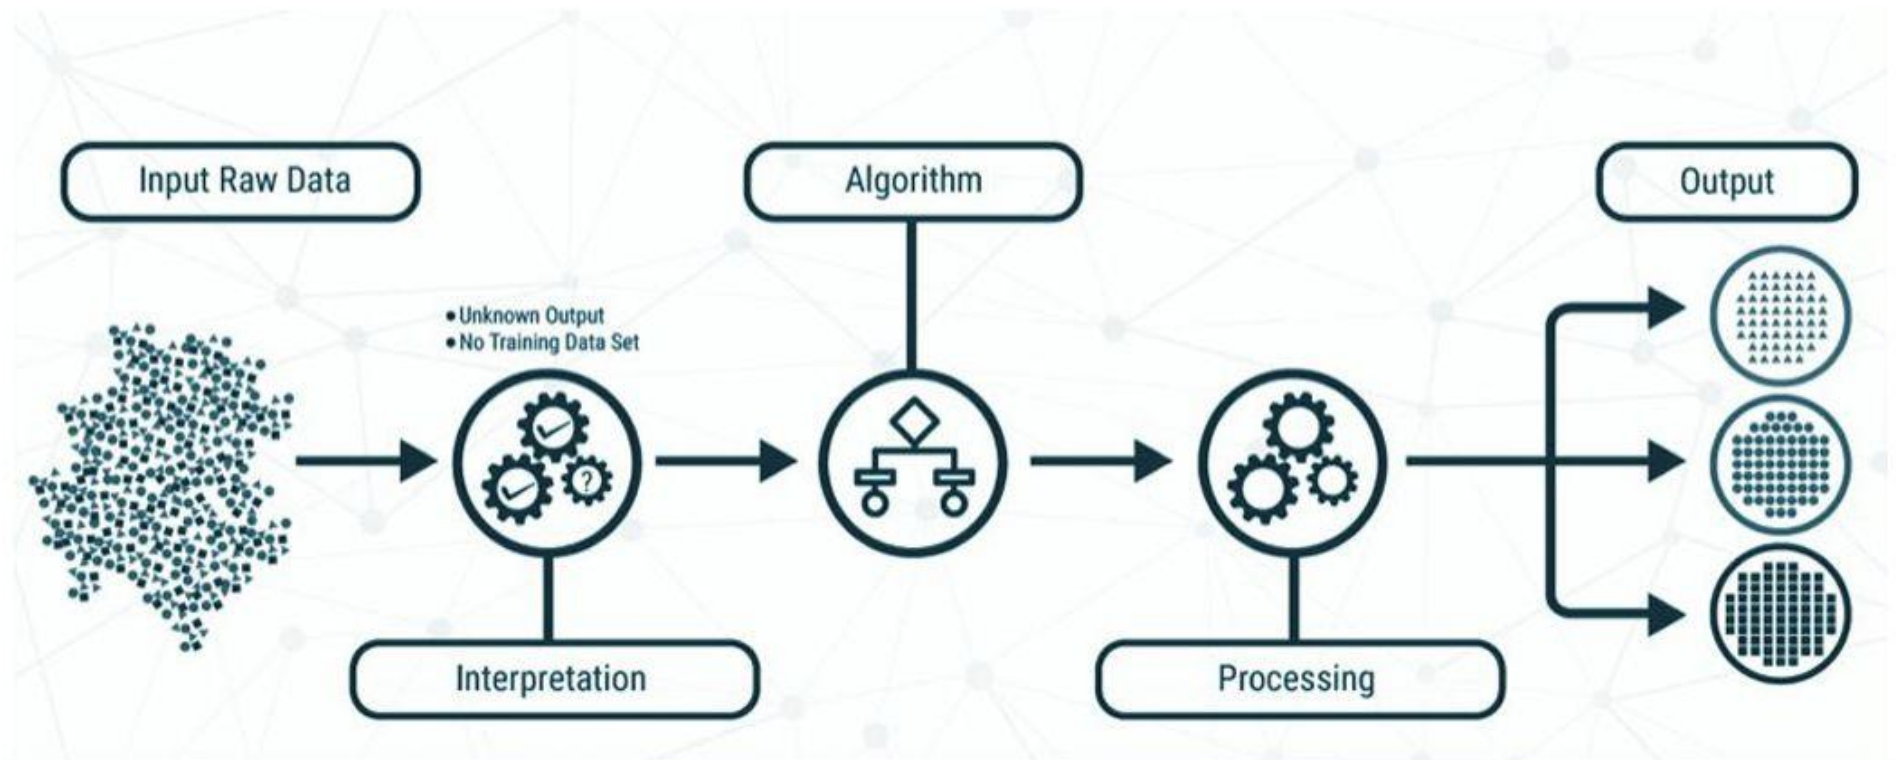 Input Raw Data
Algorithm
Output
• Unknown Output
• No Training Data Set
?
Interpretation
Processing